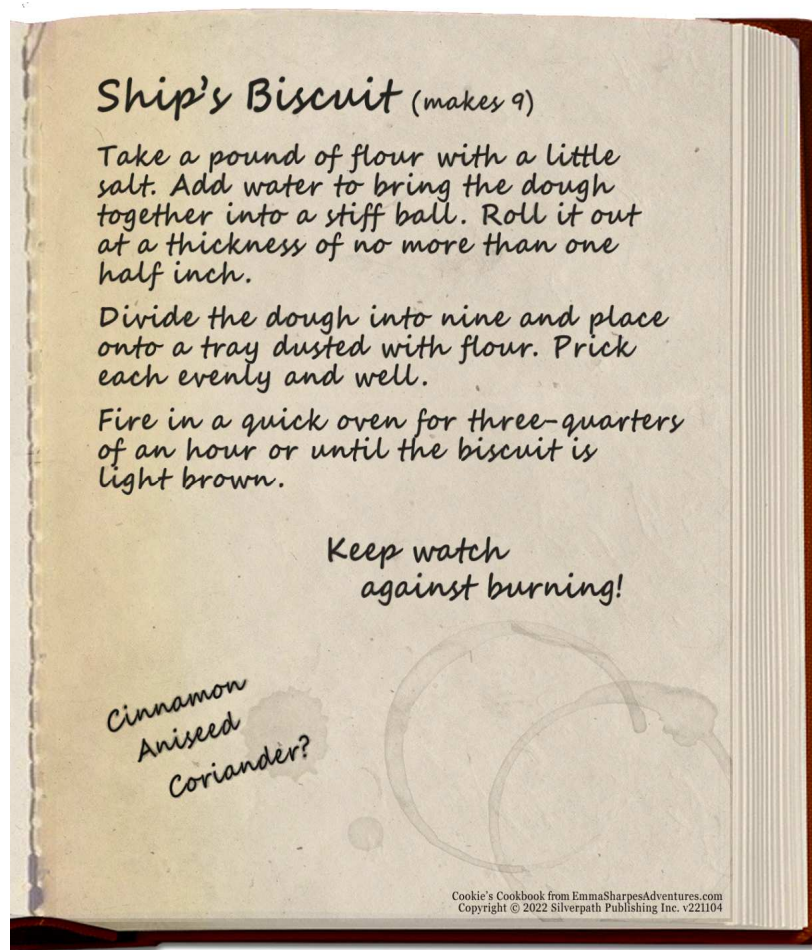 Ship's Biscuit (makes 9)
Take a pound of flour with a little
salt. Add water to bring the dough
together into a stiff ball. Roll it out
at a thickness of no more than one
half inch.
Divide the dough into nine and place
onto a tray dusted with flour. Prick
each evenly and well.
Fire in a quick oven for three-quarters
of an hour or until the biscuit is
light brown.
Keep watch
against burning!
Cinnamon
Aniseed
Coriander?
Cookie's Cookbook from EmmaSharpesAdventures.com
Copyright © 2022 Silverpath Publishing Inc. v221104